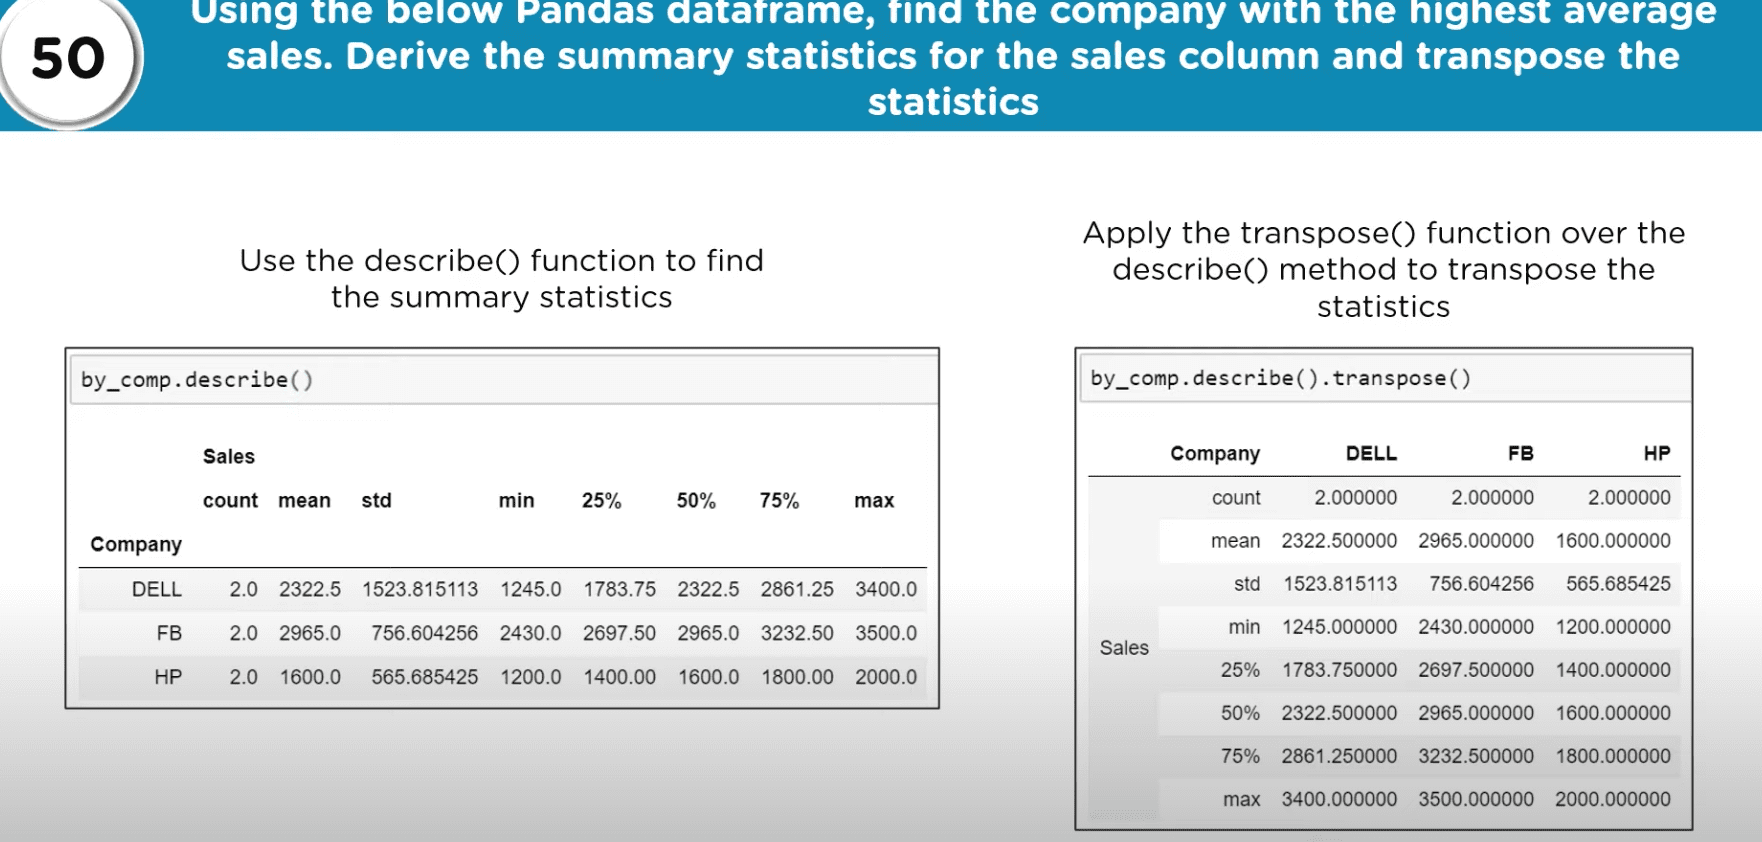 50
Using the below Pandas dataframe, find the company with the highest average
sales. Derive the summary statistics for the sales column and transpose the
statistics
Use the describe() function to find
the summary statistics
by_comp.describe()
Sales
count mean std min 25% 50% 75% max
Company
DELL 2.0 2322.5 1523.815113 1245.0 1783.75 2322.5 2861.25 3400.0
FB 2.0 2965.0 756.604256 2430.0 2697.50 2965.0 3232.50 3500.0
HP 2.0 1600.0 565.685425 1200.0 1400.00 1600.0 1800.00 2000.0
Apply the transpose() function over the
describe() method to transpose the
statistics
by_comp.describe().transpose()
Company DELL FB HP
count 2.000000 2.000000 2.000000
mean 2322.500000 2965.000000 1600.000000
std 1523.815113 756.604256 565.685425
min 1245.000000 2430.000000 1200.000000
Sales
25% 1783.750000 2697.500000 1400.000000
50% 2322.500000 2965.000000 1600.000000
75% 2861.250000 3232.500000 1800.000000
max 3400.000000 3500.000000 2000.000000